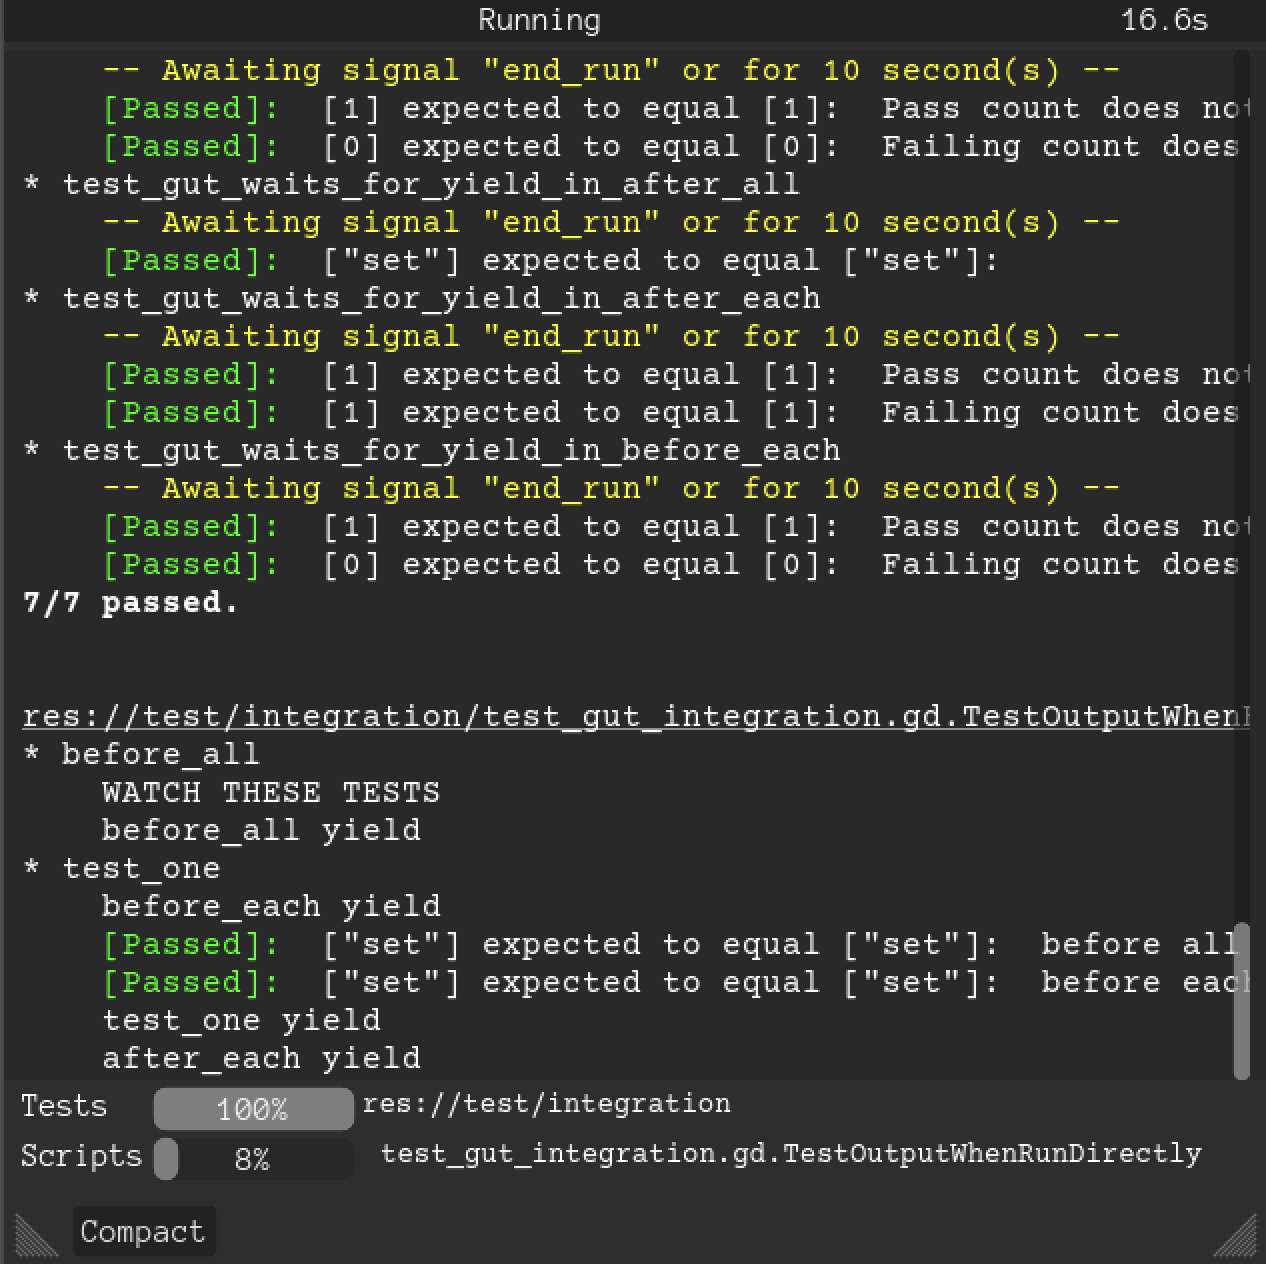 Running 16.6s
-- Awaiting signal "end_run" or for 10 second(s) --
[Passed]: [1] expected to equal [1]: Pass count does not
[Passed]: [0] expected to equal [0]: Failing count does
* test_gut_waits_for_yield_in_after_all
-- Awaiting signal "end_run" or for 10 second(s) --
[Passed]: ["set"] expected to equal ["set"]:
* test_gut_waits_for_yield_in_after_each
-- Awaiting signal "end_run" or for 10 second(s) --
[Passed]: [1] expected to equal [1]: Pass count does not
[Passed]: [1] expected to equal [1]: Failing count does
* test_gut_waits_for_yield_in_before_each
-- Awaiting signal "end_run" or for 10 second(s) --
[Passed]: [1] expected to equal [1]: Pass count does not
[Passed]: [0] expected to equal [0]: Failing count does
7/7 passed.
res://test/integration/test_gut_integration.gd.TestOutputWhenR
* before_all
WATCH THESE TESTS
before_all yield
* test_one
before_each yield
[Passed]: ["set"] expected to equal ["set"]: before all
[Passed]: ["set"] expected to equal ["set"]: before each
test_one yield
after_each yield
Tests 100% res://test/integration
Scripts 8% test_gut_integration.gd.TestOutputWhenRunDirectly
Compact